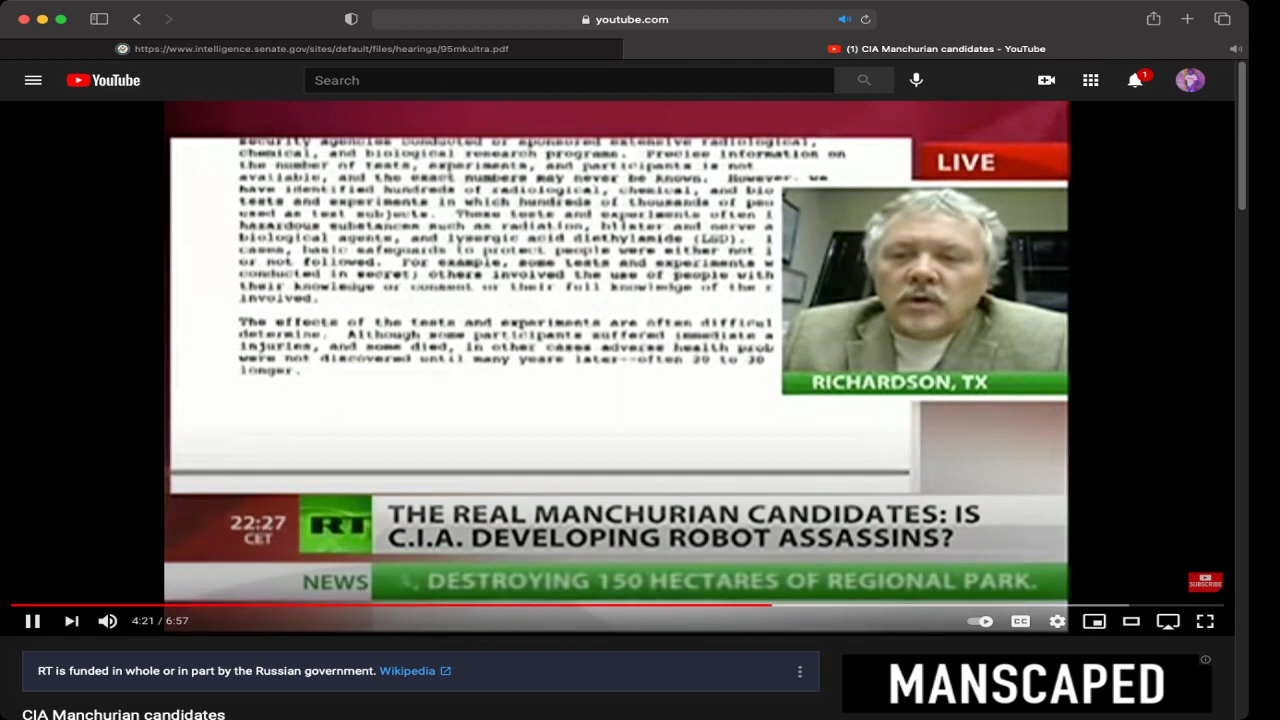 youtube.com
https://www.intelligence.senate.gov/sites/default/files/hearings/95mkultra.pdf
(1) CIA Manchurian candidates - YouTube
YouTube
Search
1
security agencies conducted or sponsored extensive radiological,
chemical, and biological research programs. Precise information on
the number of tests, experiments, and participants is not
available, and the exact numbers may never be known. However, we
have identified hundreds of radiological, chemical, and bio
tests and experiments in which hundreds of thousands of peo
used as test subjects. These tests and experiments often i
hazardous substances such as radiation, blister and nerve a
biological agents, and lysergic acid diethylamide (LSD). I
cases, basic safeguards to protect people were either not i
or not followed. For example, some tests and experiments w
conducted in secret; others involved the use of people with
their knowledge or consent or their full knowledge of the r
involved.
The effects of the tests and experiments are often difficul
determine. Although some participants suffered immediate a
injuries, and some died, in other cases adverse health prob
were not discovered until many years later--often 20 to 30
longer.
LIVE
RICHARDSON, TX
22:27
CET
RT
THE REAL MANCHURIAN CANDIDATES: IS
C.I.A. DEVELOPING ROBOT ASSASSINS?
NEWS
, DESTROYING 150 HECTARES OF REGIONAL PARK.
SUBSCRIBE
4:21 / 6:57
CC
RT is funded in whole or in part by the Russian government. Wikipedia
MANSCAPED
CIA Manchurian candidates